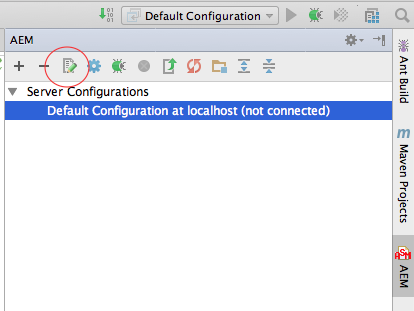 Default Configuration
AEM
Server Configurations
Default Configuration at localhost (not connected)
Ant Build
m
Maven Projects
AEM